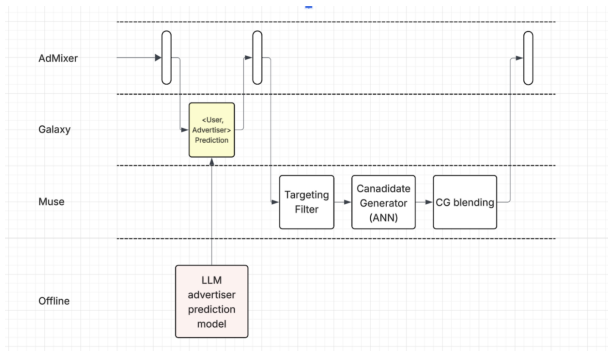 AdMixer
Galaxy
<User,
Advertiser>
Prediction
Muse
Targeting
Filter
Canadidate
Generator
(ANN)
CG blending
Offline
LLM
advertiser
prediction
model